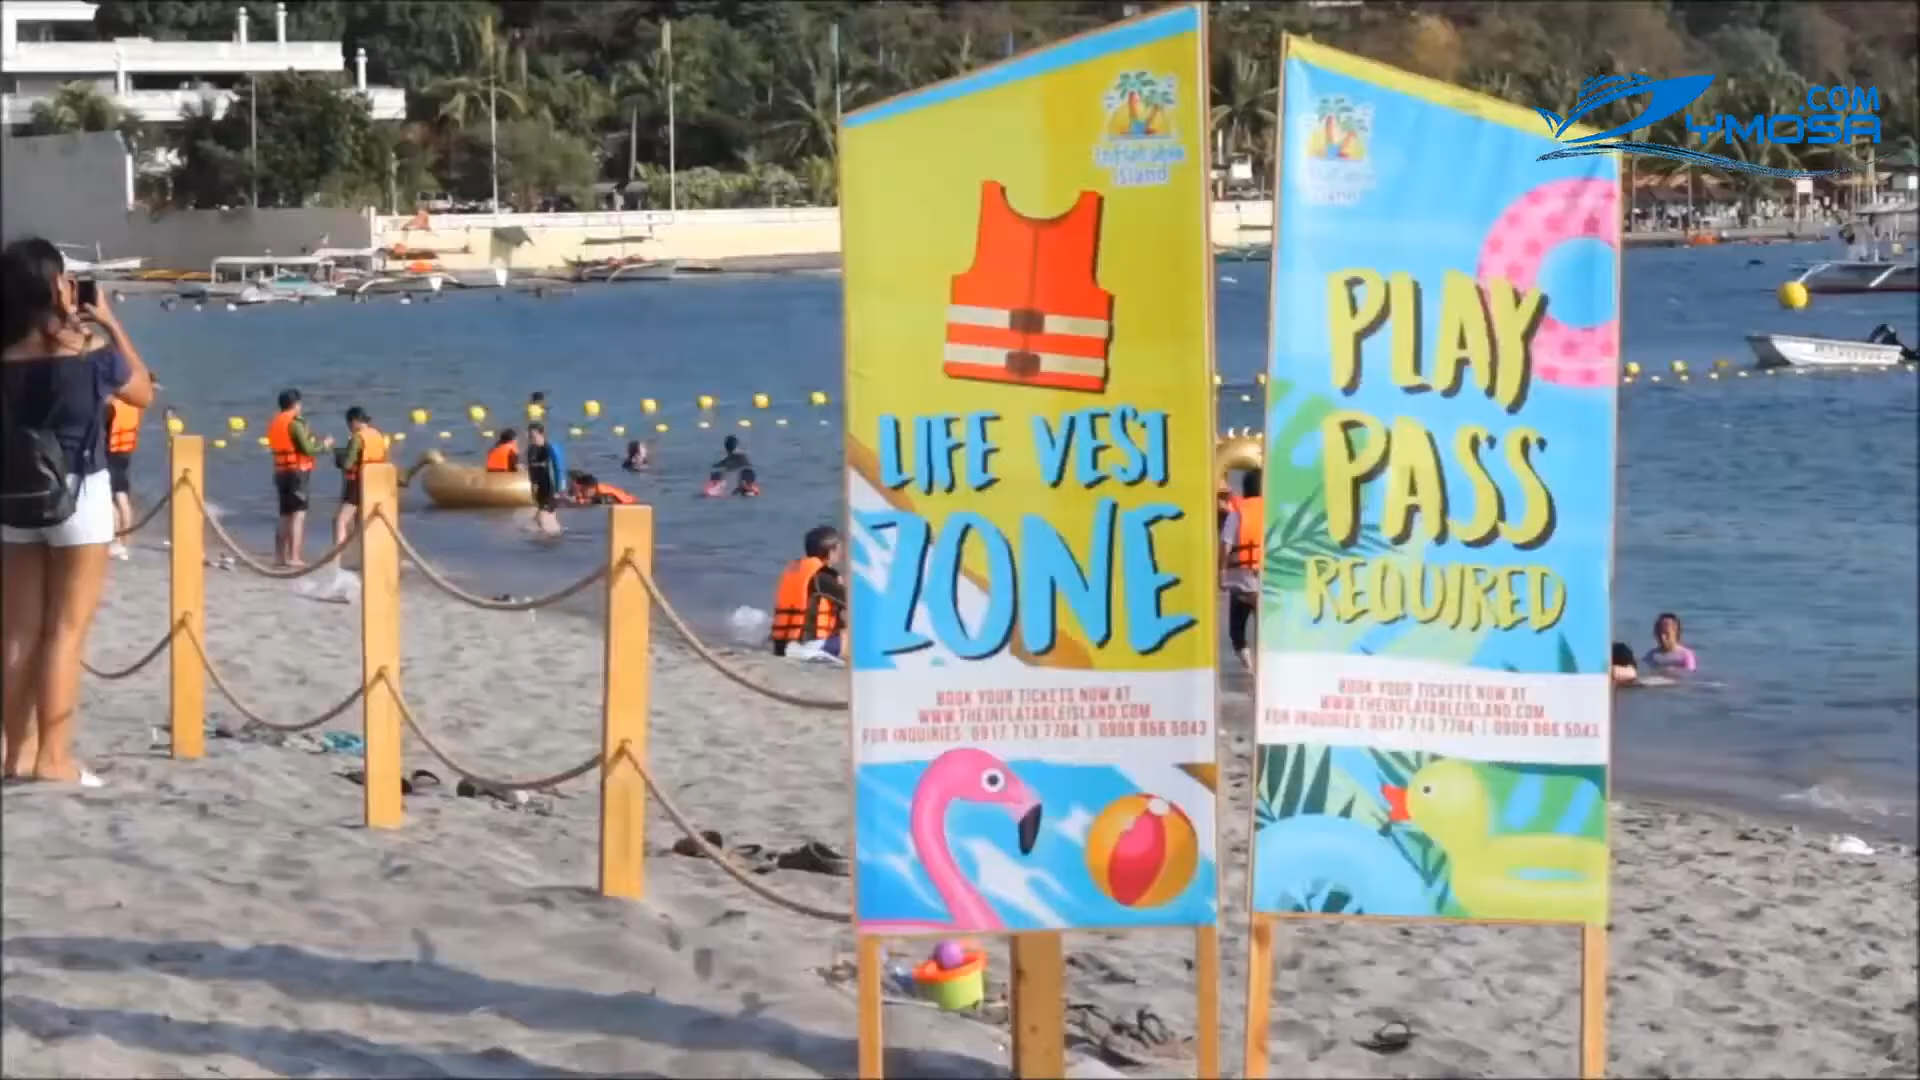 Inflatable
Island
LIFE VEST
ZONE
BOOK YOUR TICKETS NOW AT
WWW.THEINFLATABLEISLAND.COM
FOR INQUIRIES: 0917 713 7704 | 0909 866 5043
PLAY
PASS
REQUIRED
BOOK YOUR TICKETS NOW AT
WWW.THEINFLATABLEISLAND.COM
FOR INQUIRIES: 0917 713 7704 | 0909 866 5043
.COM
YMOSA